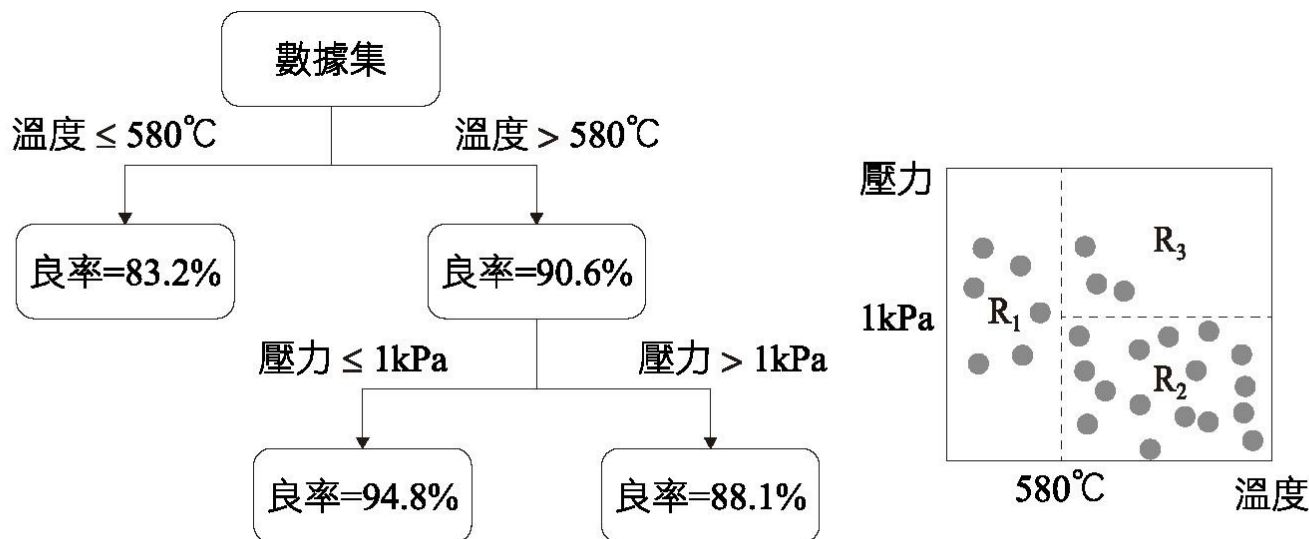 數據集
溫度 ≤ 580℃
溫度 > 580℃
良率=83.2%
良率=90.6%
壓力 ≤ 1kPa
壓力 > 1kPa
良率=94.8%
良率=88.1%
壓力
R3
1kPa
R1
R2
580℃
溫度